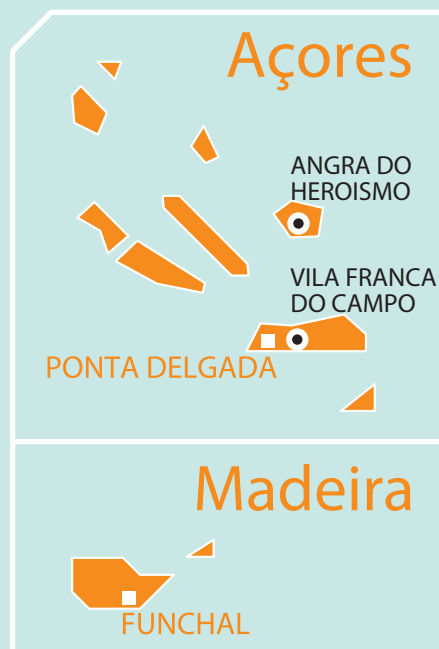 Açores
ANGRA DO
HEROISMO
VILA FRANCA
DO CAMPO
PONTA DELGADA
Madeira
FUNCHAL